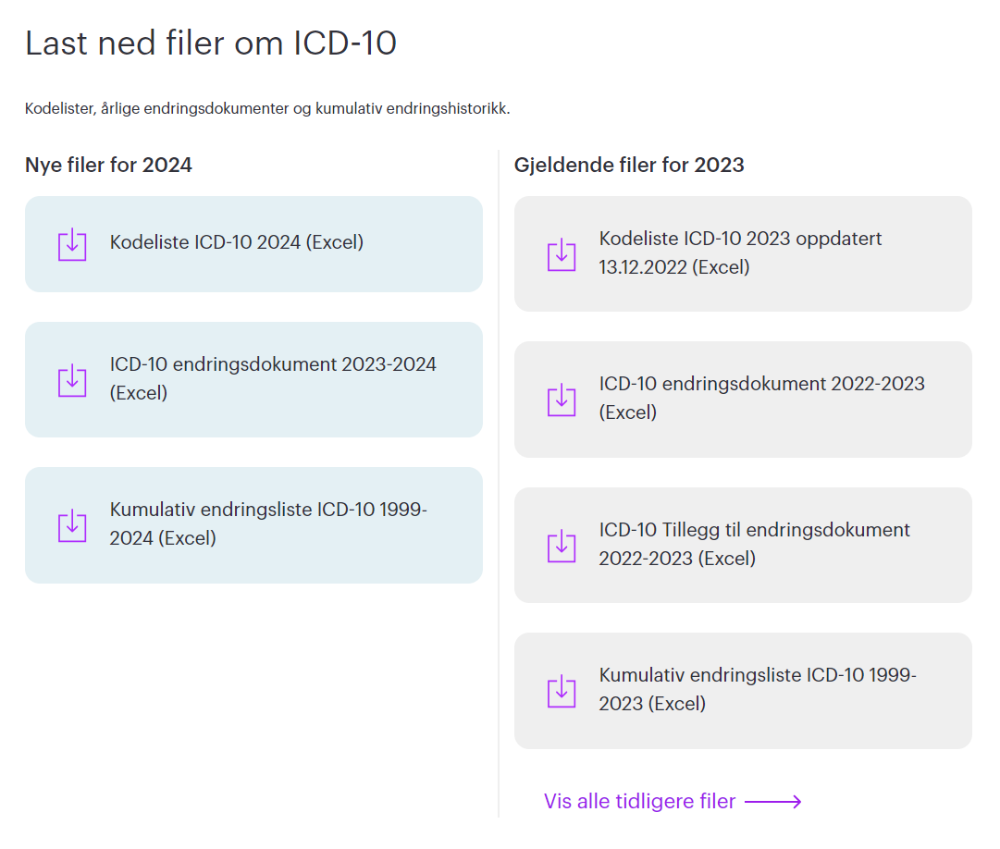 Last ned filer om ICD-10
Kodelister, årlige endringsdokumenter og kumulativ endringshistorikk.
Nye filer for 2024
Kodeliste ICD-10 2024 (Excel)
ICD-10 endringsdokument 2023-2024
(Excel)
Kumulativ endringsliste ICD-10 1999-
2024 (Excel)
Gjeldende filer for 2023
Kodeliste ICD-10 2023 oppdatert
13.12.2022 (Excel)
ICD-10 endringsdokument 2022-2023
(Excel)
ICD-10 Tillegg til endringsdokument
2022-2023 (Excel)
Kumulativ endringsliste ICD-10 1999-
2023 (Excel)
Vis alle tidligere filer